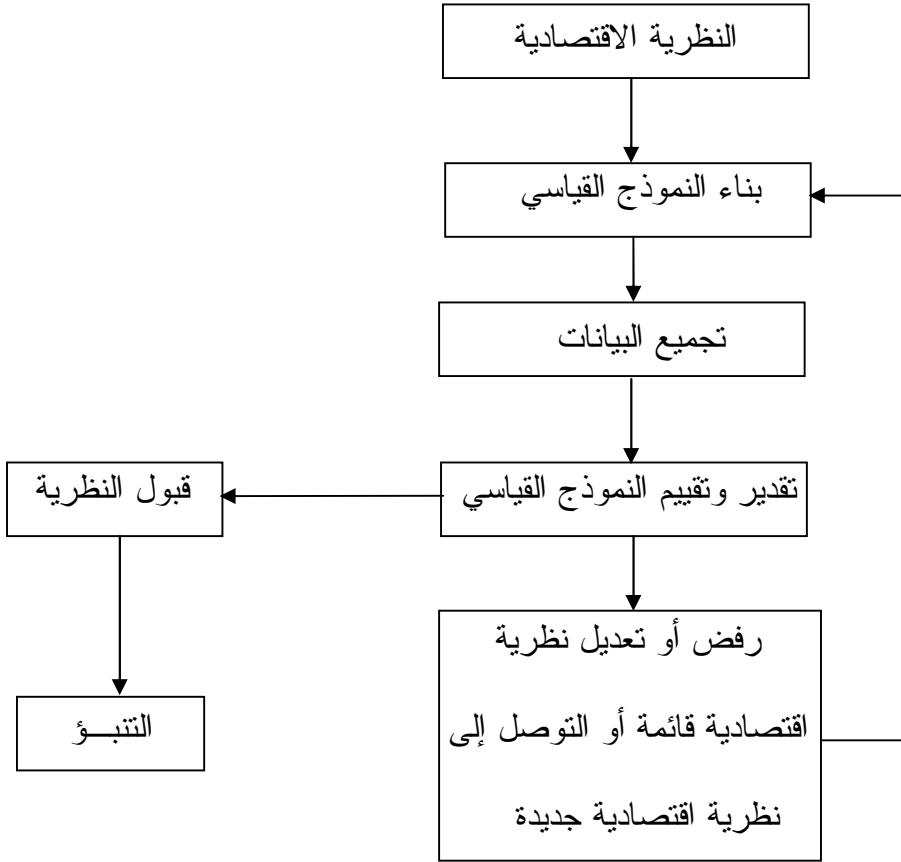 النظرية الاقتصادية
بناء النموذج القياسي
تجميع البيانات
تقدير وتقييم النموذج القياسي
قبول النظرية
رفض أو تعديل نظرية
اقتصادية قائمة أو التوصل إلى
نظرية اقتصادية جديدة
التنبـــؤ